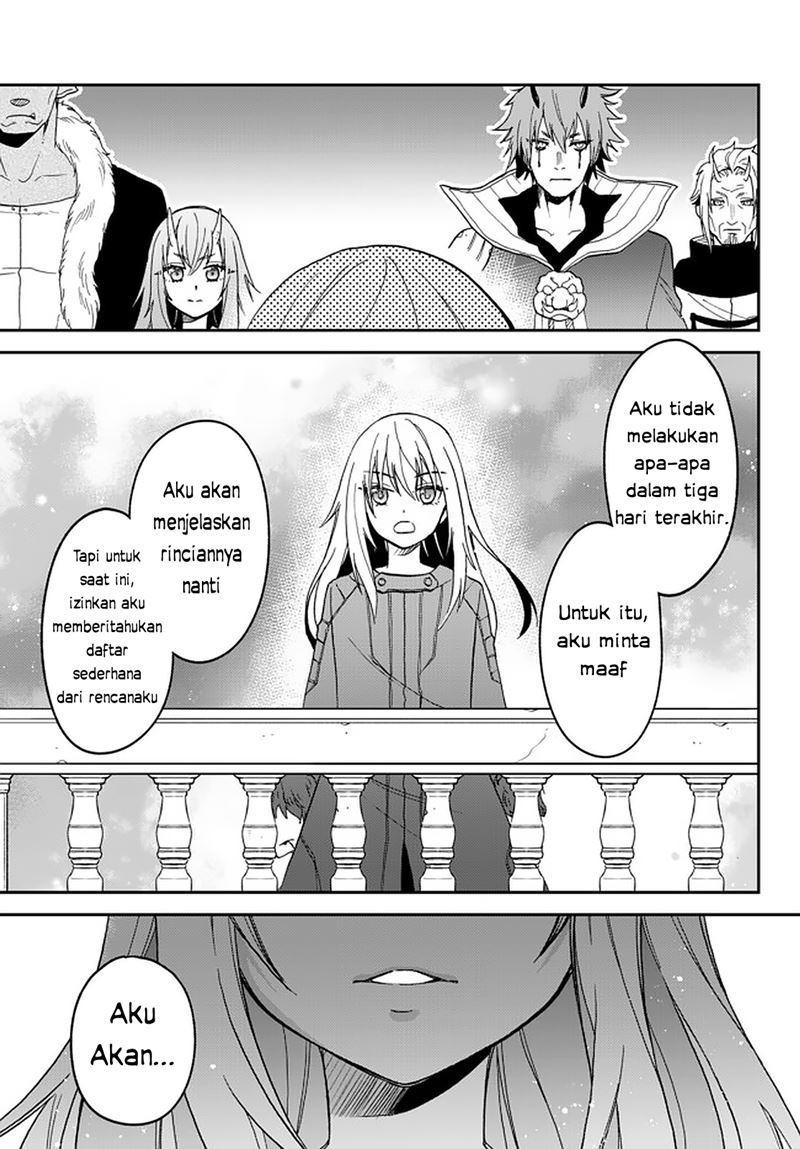 Aku tidak
melakukan
apa-apa
dalam tiga
hari terakhir.
Untuk itu,
aku minta
maaf
Aku akan
menjelaskan
rinciannya
nanti
Tapi untuk
saat ini,
izinkan aku
memberitahukan
daftar
sederhana
dari rencanaku
Aku
Akan...